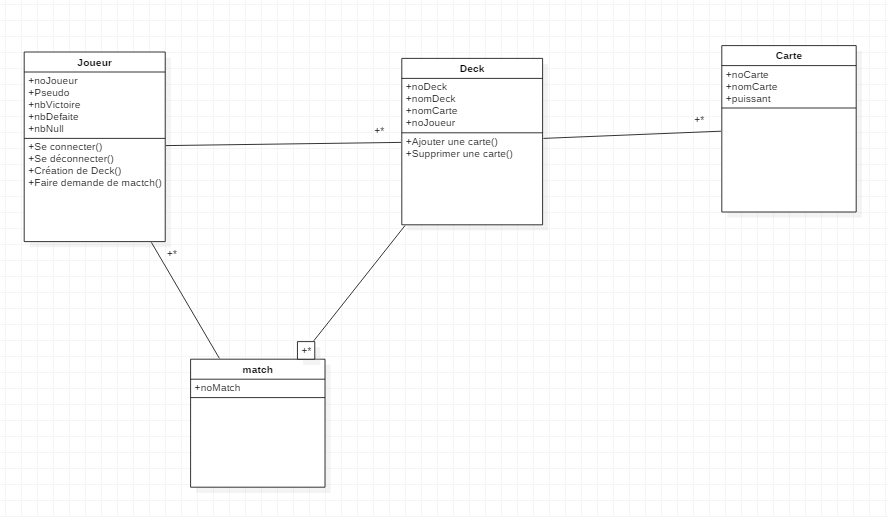 Joueur
+noJoueur
+Pseudo
+nbVictoire
+nbDefaite
+nbNull
+Se connecter()
+Se déconnecter()
+Création de Deck()
+Faire demande de mactch()
+*
Deck
+noDeck
+nomDeck
+nomCarte
+noJoueur
+Ajouter une carte()
+Supprimer une carte()
+*
Carte
+noCarte
+nomCarte
+puissant
+*
+*
match
+noMatch